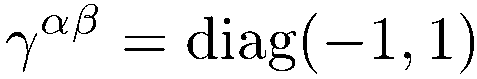 γ^{αβ} = diag(−1, 1)